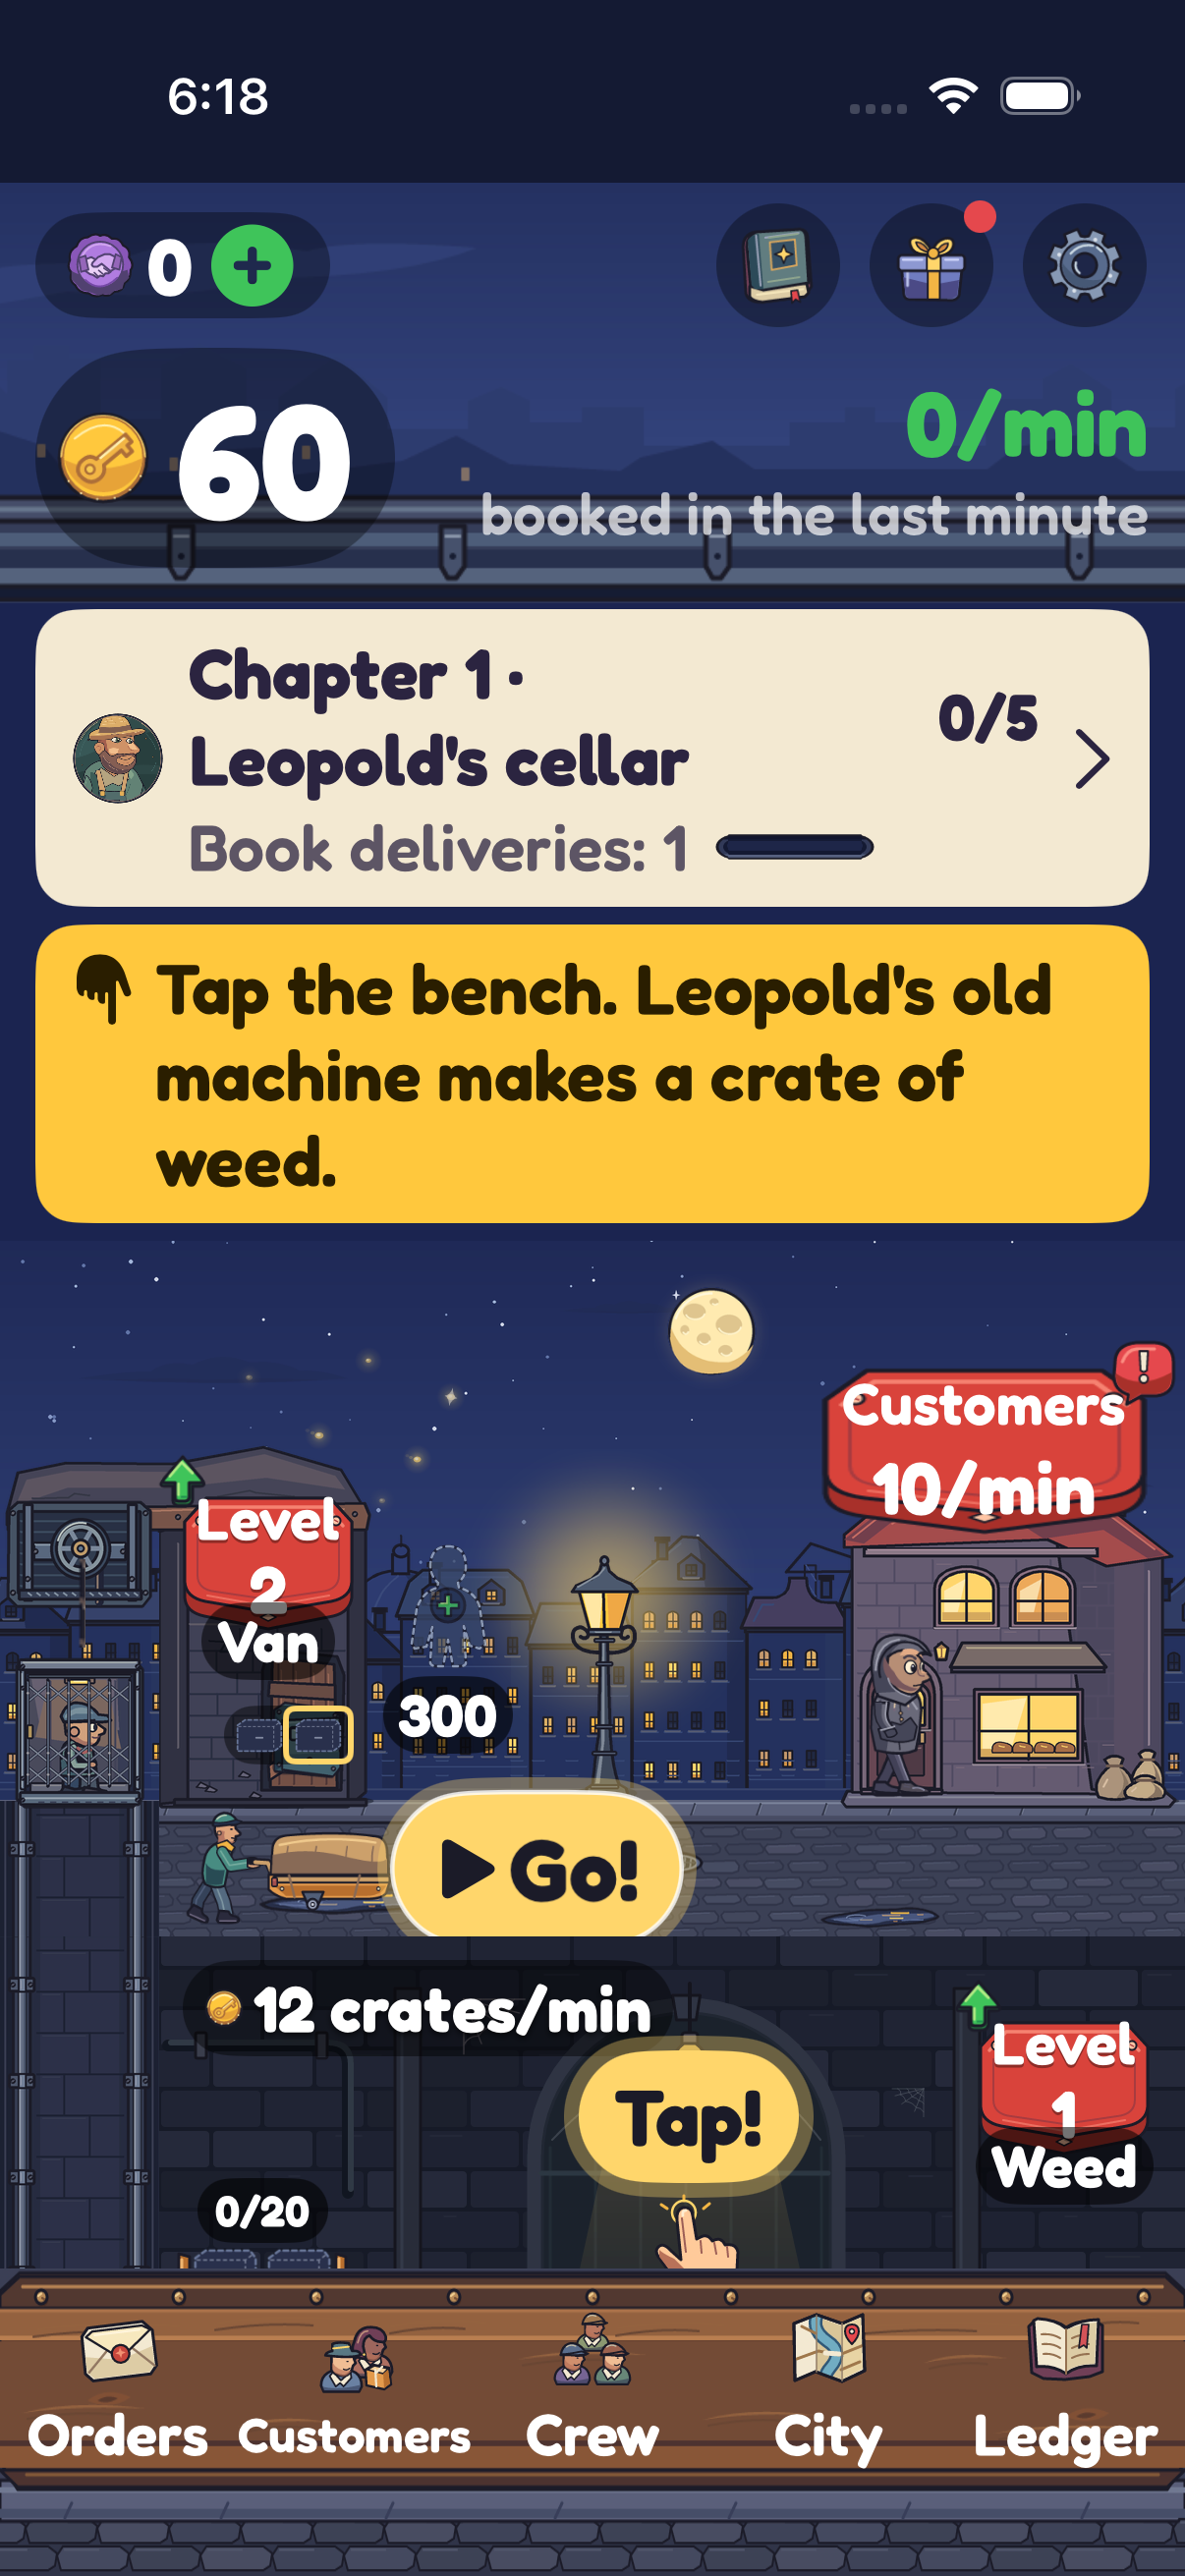 6:18
0
60
0/min
booked in the last minute
Chapter 1 ·
Leopold's cellar
0/5
Book deliveries: 1
Tap the bench. Leopold's old
machine makes a crate of
weed.
Customers
10/min
Level
2
Van
300
Go!
12 crates/min
Tap!
Level
1
Weed
0/20
Orders
Customers
Crew
City
Ledger